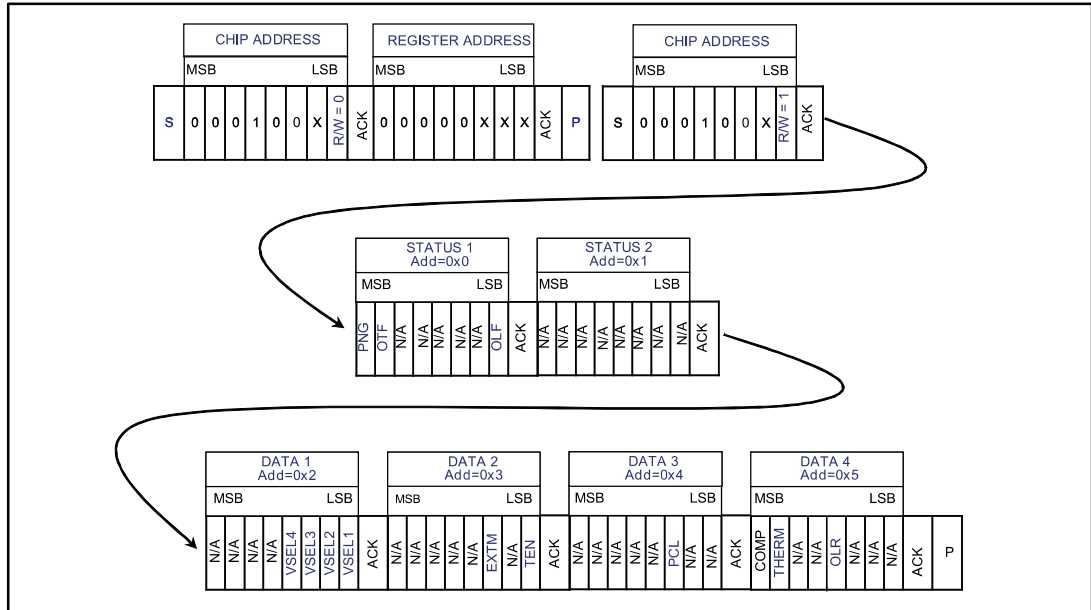 CHIP ADDRESS REGISTER ADDRESS CHIP ADDRESS
MSB LSB MSB LSB MSB LSB
S 0 0 0 1 0 0 X R/W = 0 ACK 0 0 0 0 0 X X X ACK P S 0 0 0 1 0 0 X R/W = 1 ACK
STATUS 1 STATUS 2
Add=0x0 Add=0x1
MSB LSB MSB LSB
PNG OTF N/A N/A N/A N/A N/A OLF ACK N/A N/A N/A N/A N/A N/A N/A N/A ACK
DATA 1 DATA 2 DATA 3 DATA 4
Add=0x2 Add=0x3 Add=0x4 Add=0x5
MSB LSB MSB LSB MSB LSB MSB LSB
N/A N/A N/A N/A VSEL4 VSEL3 VSEL2 VSEL1 ACK N/A N/A N/A N/A N/A EXTM N/A TEN ACK N/A N/A N/A N/A N/A PCL N/A N/A ACK COMP THERM N/A N/A OLR N/A N/A N/A ACK P